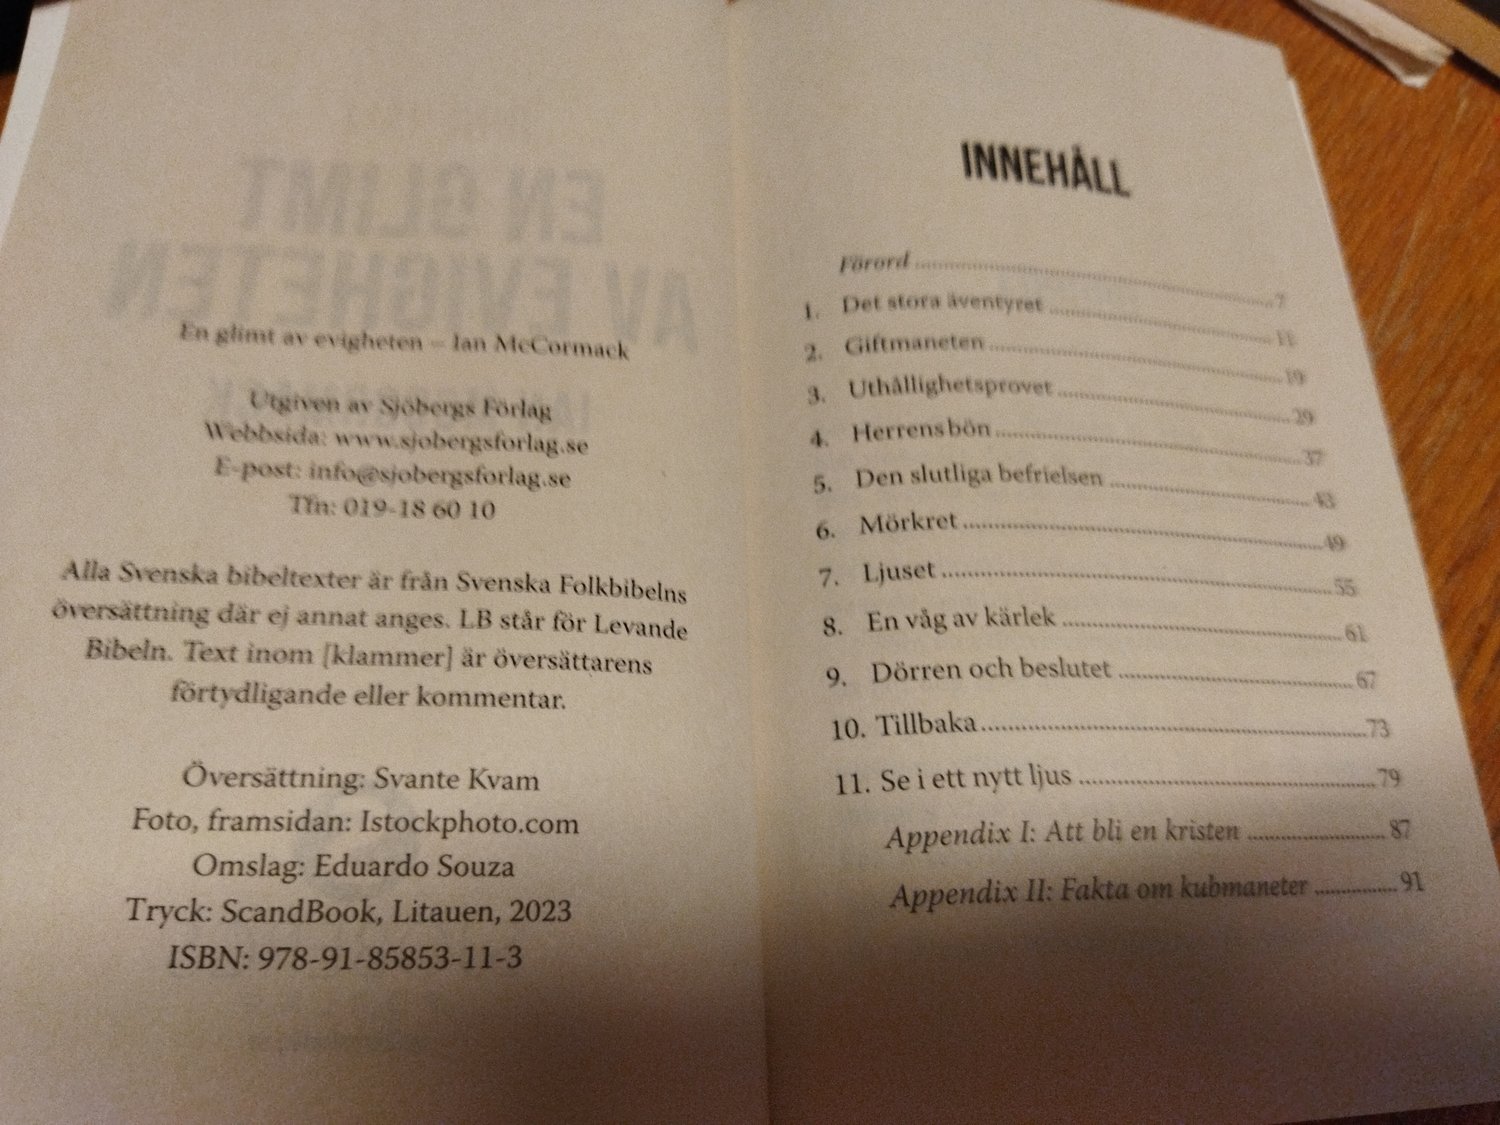 En glimt av evigheten – Ian McCormack
Utgiven av Sjöbergs Förlag
Webbsida: www.sjobergsforlag.se
E-post: info@sjobergsforlag.se
Tfn: 019-18 60 10
Alla Svenska bibeltexter är från Svenska Folkbibelns
översättning där ej annat anges. LB står för Levande
Bibeln. Text inom [klammer] är översättarens
förtydligande eller kommentar.
Översättning: Svante Kvam
Foto, framsidan: Istockphoto.com
Omslag: Eduardo Souza
Tryck: ScandBook, Litauen, 2023
ISBN: 978-91-85853-11-3
INNEHÅLL
Förord 7
1. Det stora äventyret 11
2. Giftmaneten 19
3. Uthållighetsprovet 29
4. Herrens bön 37
5. Den slutliga befrielsen 43
6. Mörkret 49
7. Ljuset 55
8. En våg av kärlek 61
9. Dörren och beslutet 67
10. Tillbaka 73
11. Se i ett nytt ljus 79
Appendix I: Att bli en kristen 87
Appendix II: Fakta om kubmaneter 91